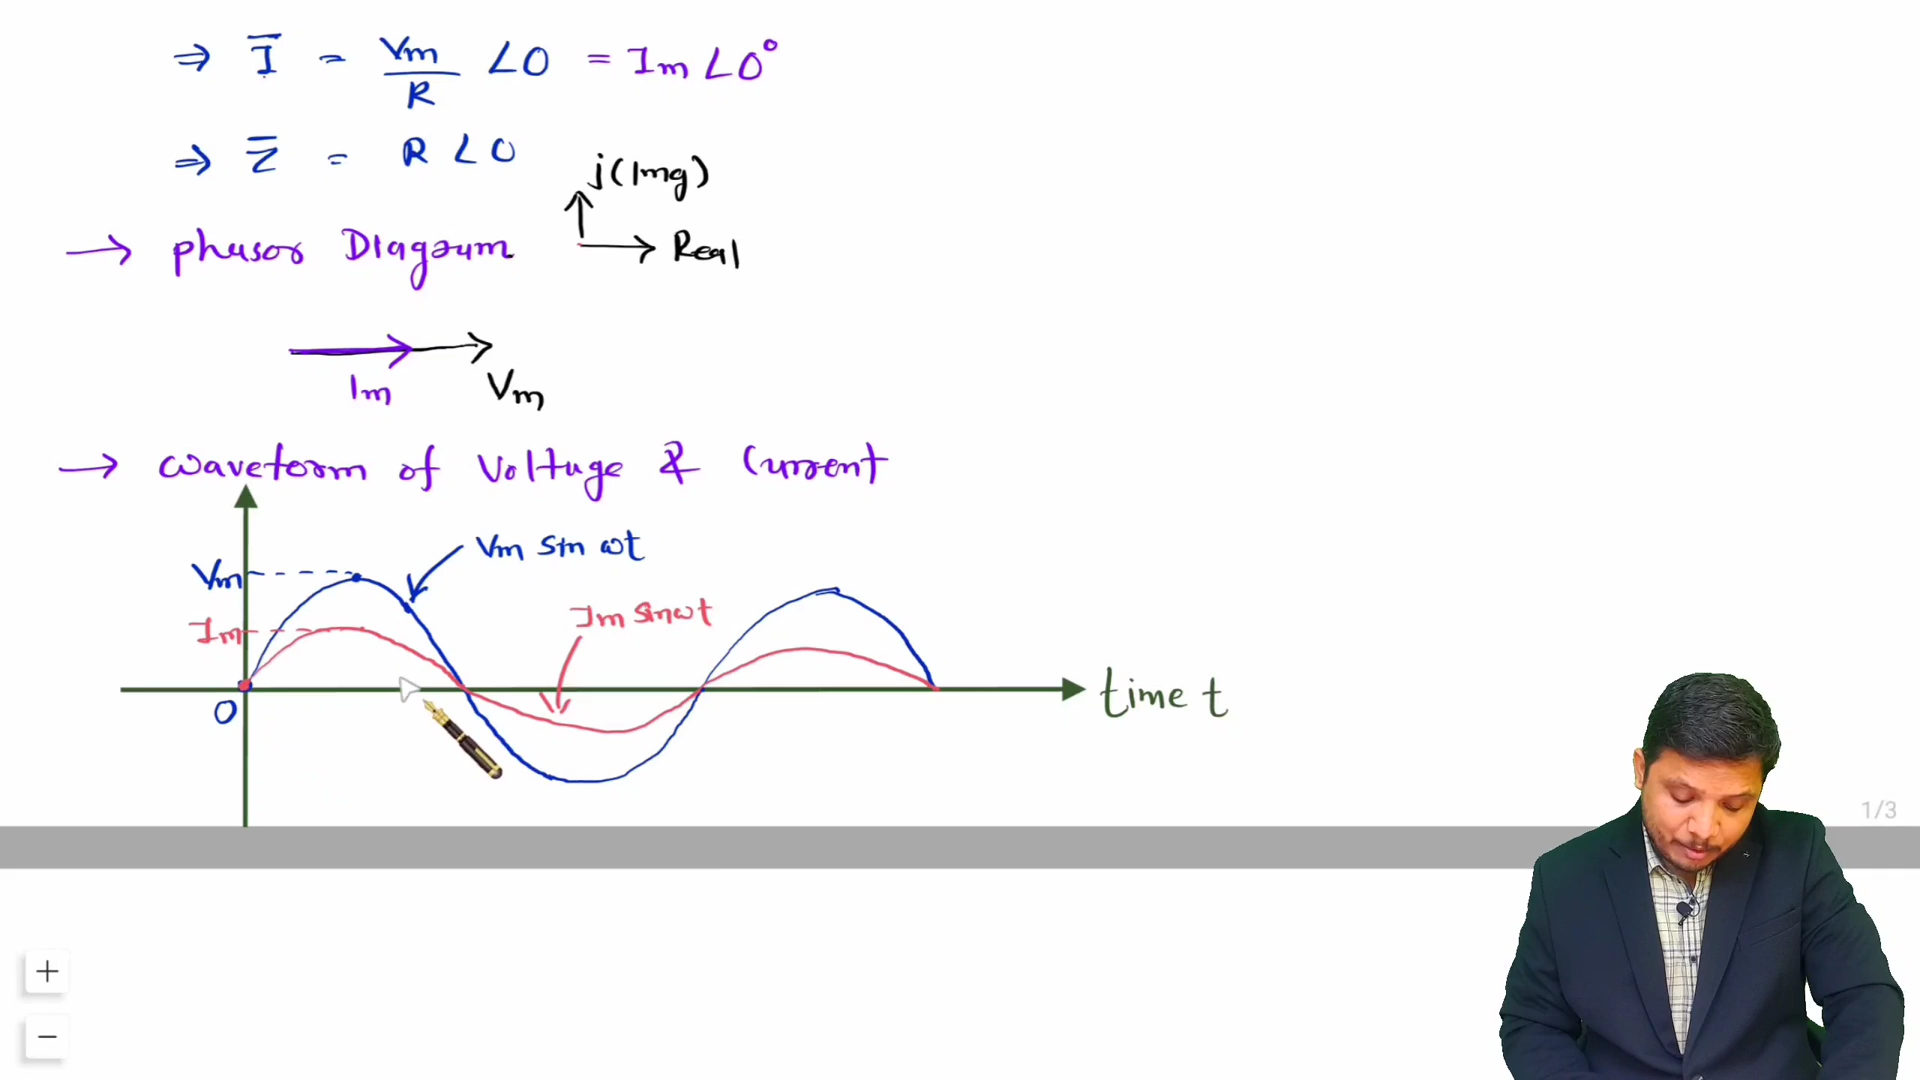 ⇒ I̅ = Vm/R ∠0 = Im ∠0°
⇒ Z̅ = R ∠0
j(Img)
→ phasor Diagram
Real
Im
Vm
→ waveform of Voltage & Current
Vm sin ωt
Vm
Im sinωt
Im
0
time t
1/3
+
−